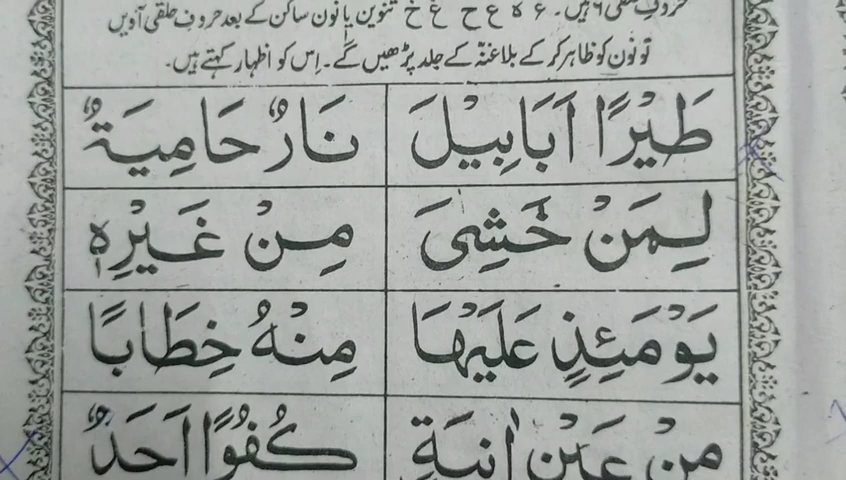 حروفِ حلقی ۶ ہیں۔ ء ہ ع ح غ خ تنوین یا نون ساکن کے بعد حروفِ حلقی آویں
تو نون کو ظاہر کر کے بلا غنّہ کے جلد پڑھیں گے۔ اِس کو اظہار کہتے ہیں۔
طَيْرًا اَبَابِيْلَ نَارٌ حَامِيَةٌ
لِمَنْ خَشِىَ مِنْ غَيْرِهٖ
يَوْمَئِذٍ عَلَيْهَا مِنْهُ خِطَابًا
مِنْ عَيْنٍ اٰنِيَةٍ كُفُوًا اَحَدٌ